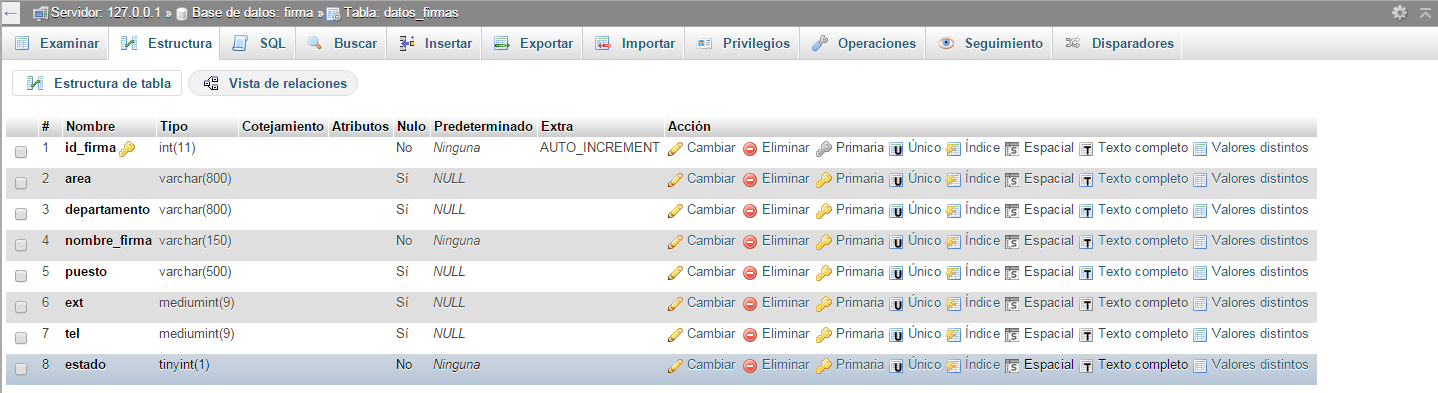 ← Servidor: 127.0.0.1 » Base de datos: firma » Tabla: datos_firmas
Examinar Estructura SQL Buscar Insertar Exportar Importar Privilegios Operaciones Seguimiento Disparadores
Estructura de tabla Vista de relaciones
# Nombre Tipo Cotejamiento Atributos Nulo Predeterminado Extra Acción
1 id_firma int(11) No Ninguna AUTO_INCREMENT Cambiar Eliminar Primaria Único Índice Espacial Texto completo Valores distintos
2 area varchar(800) Sí NULL Cambiar Eliminar Primaria Único Índice Espacial Texto completo Valores distintos
3 departamento varchar(800) Sí NULL Cambiar Eliminar Primaria Único Índice Espacial Texto completo Valores distintos
4 nombre_firma varchar(150) No Ninguna Cambiar Eliminar Primaria Único Índice Espacial Texto completo Valores distintos
5 puesto varchar(500) Sí NULL Cambiar Eliminar Primaria Único Índice Espacial Texto completo Valores distintos
6 ext mediumint(9) Sí NULL Cambiar Eliminar Primaria Único Índice Espacial Texto completo Valores distintos
7 tel mediumint(9) Sí NULL Cambiar Eliminar Primaria Único Índice Espacial Texto completo Valores distintos
8 estado tinyint(1) No Ninguna Cambiar Eliminar Primaria Único Índice Espacial Texto completo Valores distintos